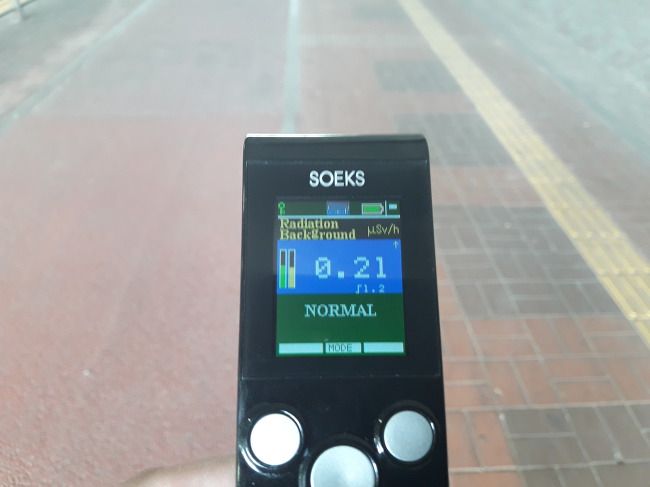 SOEKS
Radiation
Background μSv/h
0.21
∫1.2
NORMAL
MODE